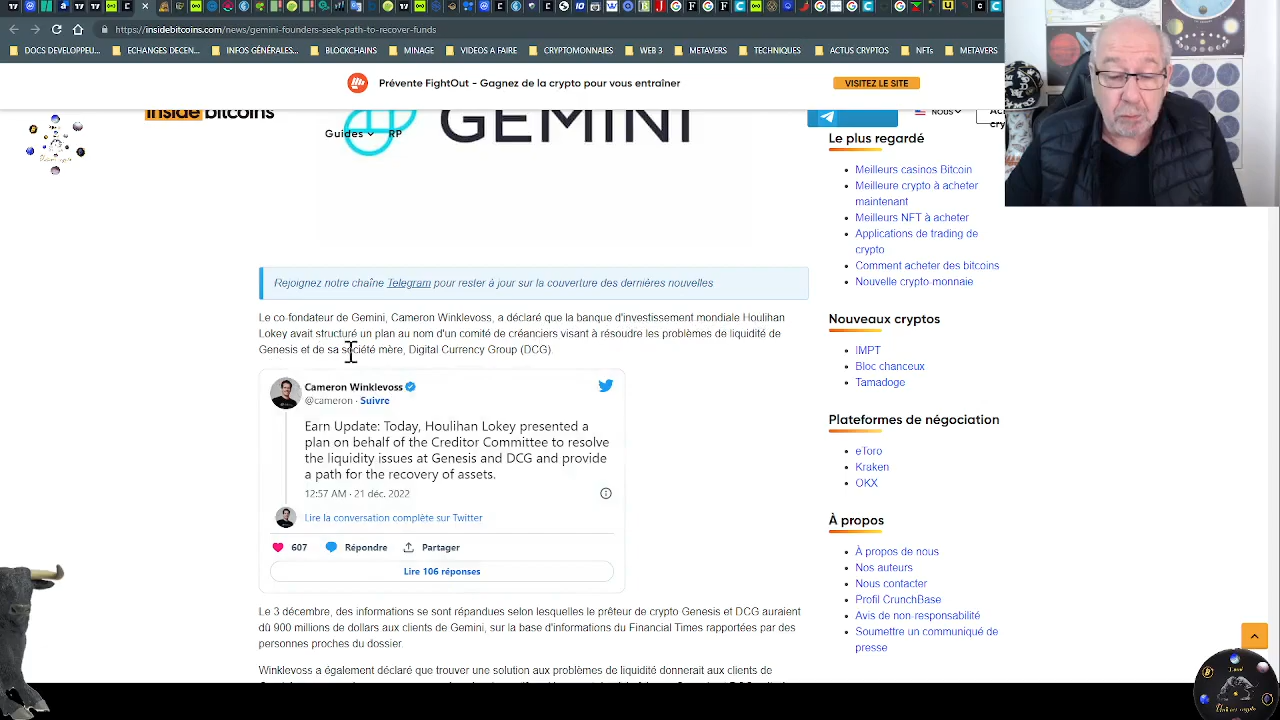 https://insidebitcoins.com/news/gemini-founders-seek-plan-to-recover-funds
DOCS DEVELOPPEI...
ECHANGES DECEN...
INFOS GÉNÉRALES...
BLOCKCHAINS
MINAGE
VIDEOS A FAIRE
CRYPTOMONNAIES
WEB 3
METAVERS
TECHNIQUES
ACTUS CRYPTOS
NFTs
METAVERS
Prévente FightOut - Gagnez de la crypto pour vous entraîner
VISITEZ LE SITE
inside bitcoins
Guides
RP
GEMINI
NOUS
Ach
cry
Rejoignez notre chaîne Telegram pour rester à jour sur la couverture des dernières nouvelles
Le co-fondateur de Gemini, Cameron Winklevoss, a déclaré que la banque d'investissement mondiale Houlihan
Lokey avait structuré un plan au nom d'un comité de créanciers visant à résoudre les problèmes de liquidité de
Genesis et de sa société mère, Digital Currency Group (DCG).
Cameron Winklevoss
@cameron · Suivre
Earn Update: Today, Houlihan Lokey presented a
plan on behalf of the Creditor Committee to resolve
the liquidity issues at Genesis and DCG and provide
a path for the recovery of assets.
12:57 AM · 21 déc. 2022
Lire la conversation complète sur Twitter
607
Répondre
Partager
Lire 106 réponses
Le 3 décembre, des informations se sont répandues selon lesquelles le prêteur de crypto Genesis et DCG auraient
dû 900 millions de dollars aux clients de Gemini, sur la base d'informations du Financial Times rapportées par des
personnes proches du dossier.
Winklevoss a également déclaré que trouver une solution aux problèmes de liquidité donnerait aux clients de
Le plus regardé
Meilleurs casinos Bitcoin
Meilleure crypto à acheter
maintenant
Meilleurs NFT à acheter
Applications de trading de
crypto
Comment acheter des bitcoins
Nouvelle crypto-monnaie
Nouveaux cryptos
IMPT
Bloc chanceux
Tamadoge
Plateformes de négociation
eToro
Kraken
OKX
À propos
À propos de nous
Nos auteurs
Nous contacter
Profil CrunchBase
Avis de non-responsabilité
Soumettre un communiqué de
presse